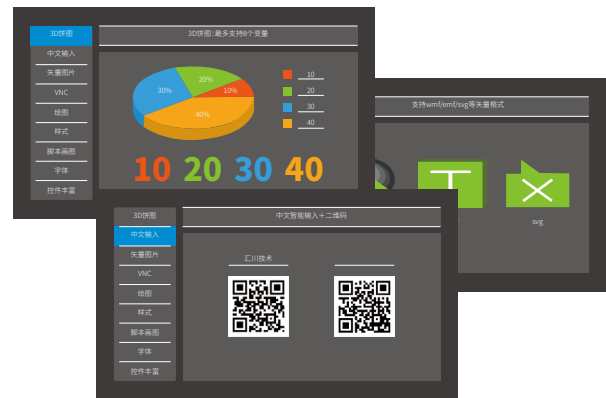 3D饼图
中文输入
矢量图片
VNC
绘图
样式
脚本画图
字体
控件丰富
3D饼图:最多支持8个变量
20%
10%
30%
40%
10
20
30
40
10 20 30 40
支持wmf/emf/svg等矢量格式
svg
3D饼图
中文输入
矢量图片
VNC
绘图
样式
脚本画图
字体
控件丰富
中文智能输入+二维码
汇川技术